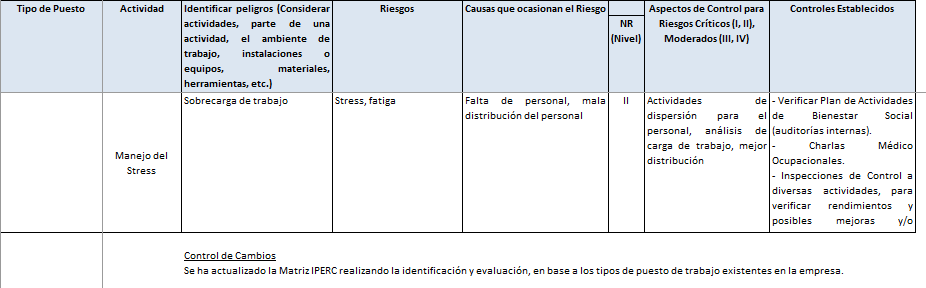 Tipo de Puesto
Actividad
Identificar peligros (Considerar
actividades, parte de una
actividad, el ambiente de
trabajo, instalaciones o
equipos, materiales,
herramientas, etc.)
Riesgos
Causas que ocasionan el Riesgo
NR
(Nivel)
Aspectos de Control para
Riesgos Críticos (I, II),
Moderados (III, IV)
Controles Establecidos
Manejo del
Stress
Sobrecarga de trabajo
Stress, fatiga
Falta de personal, mala
distribución del personal
II
Actividades de
dispersión para el
personal, análisis de
carga de trabajo, mejor
distribución
- Verificar Plan de Actividades
de Bienestar Social
(auditorías internas).
- Charlas Médico
Ocupacionales.
- Inspecciones de Control a
diversas actividades, para
verificar rendimientos y
posibles mejoras y/o
Control de Cambios
Se ha actualizado la Matriz IPERC realizando la identificación y evaluación, en base a los tipos de puesto de trabajo existentes en la empresa.